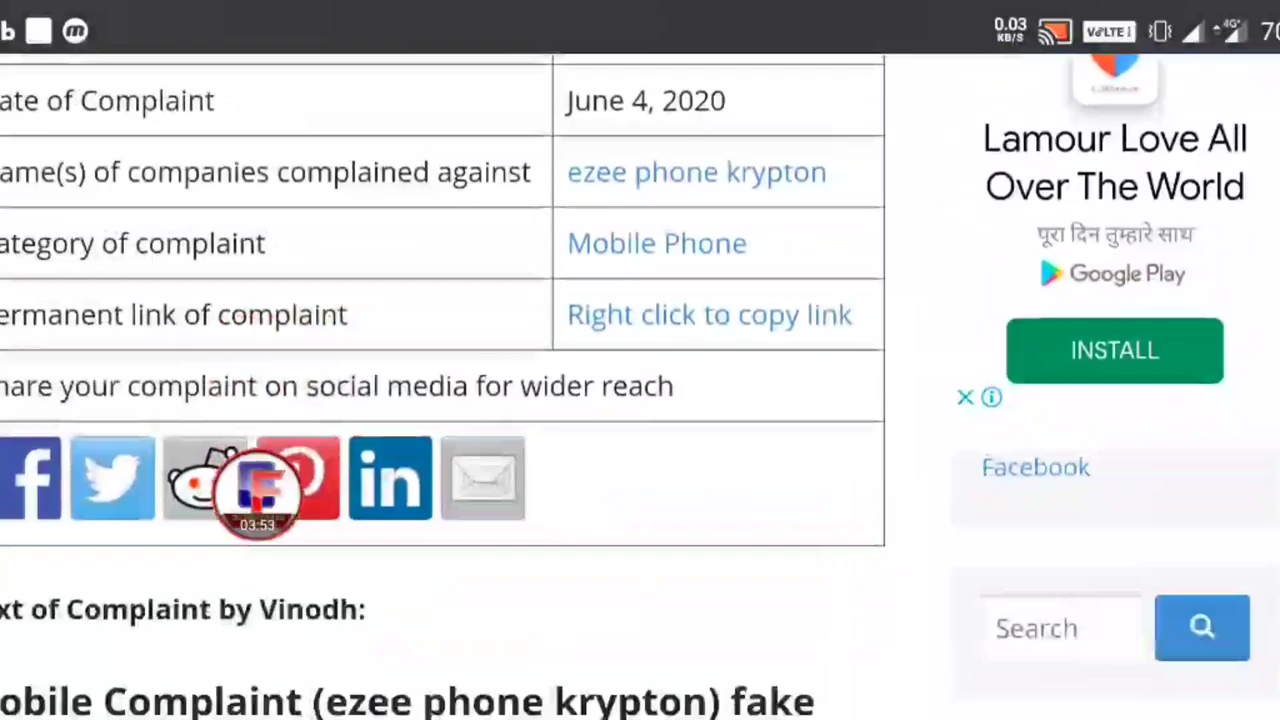 b
m
0.03
KB/S
VoLTE
4G
70
ate of Complaint
June 4, 2020
ame(s) of companies complained against
ezee phone krypton
ategory of complaint
Mobile Phone
ermanent link of complaint
Right click to copy link
hare your complaint on social media for wider reach
f
in
03:53
xt of Complaint by Vinodh:
obile Complaint (ezee phone krypton) fake
Lamour Love All
Over The World
पूरा दिन तुम्हारे साथ
Google Play
INSTALL
Facebook
Search